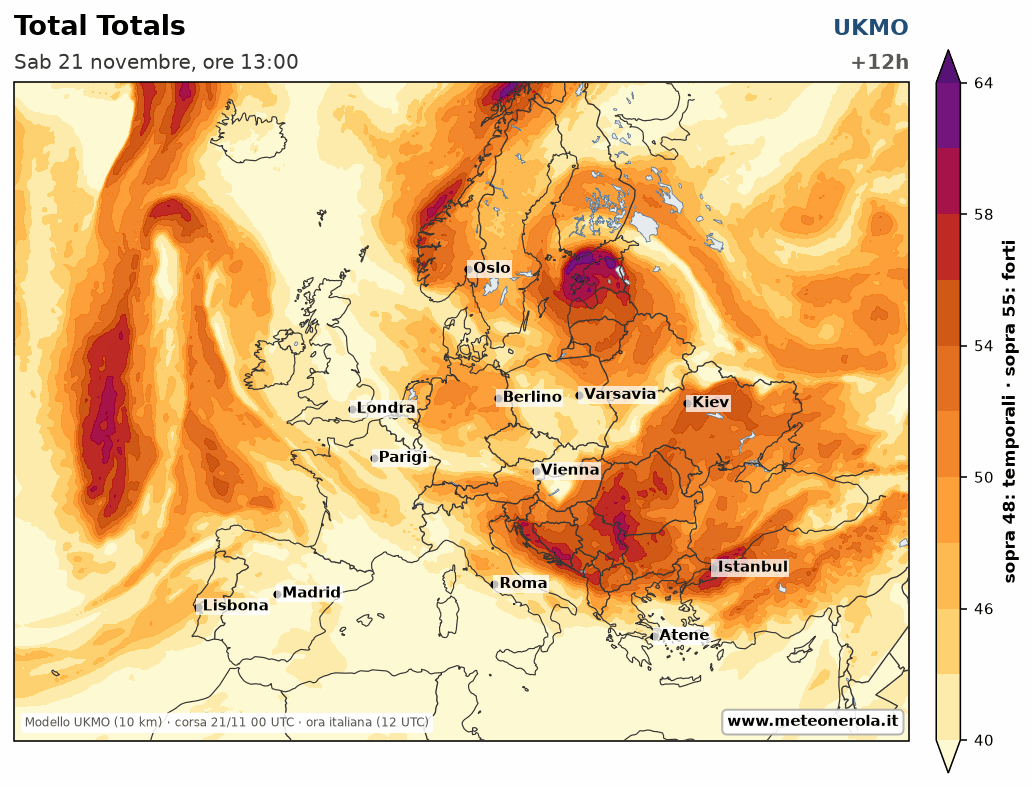 Total Totals
UKMO
Sab 21 novembre, ore 13:00
+12h
64
58
54
50
46
40
sopra 48: temporali · sopra 55: forti
Oslo
Berlino
Varsavia
Kiev
Londra
Parigi
Vienna
Istanbul
Roma
Madrid
Lisbona
Atene
Modello UKMO (10 km) · corsa 21/11 00 UTC · ora italiana (12 UTC)
www.meteonerola.it